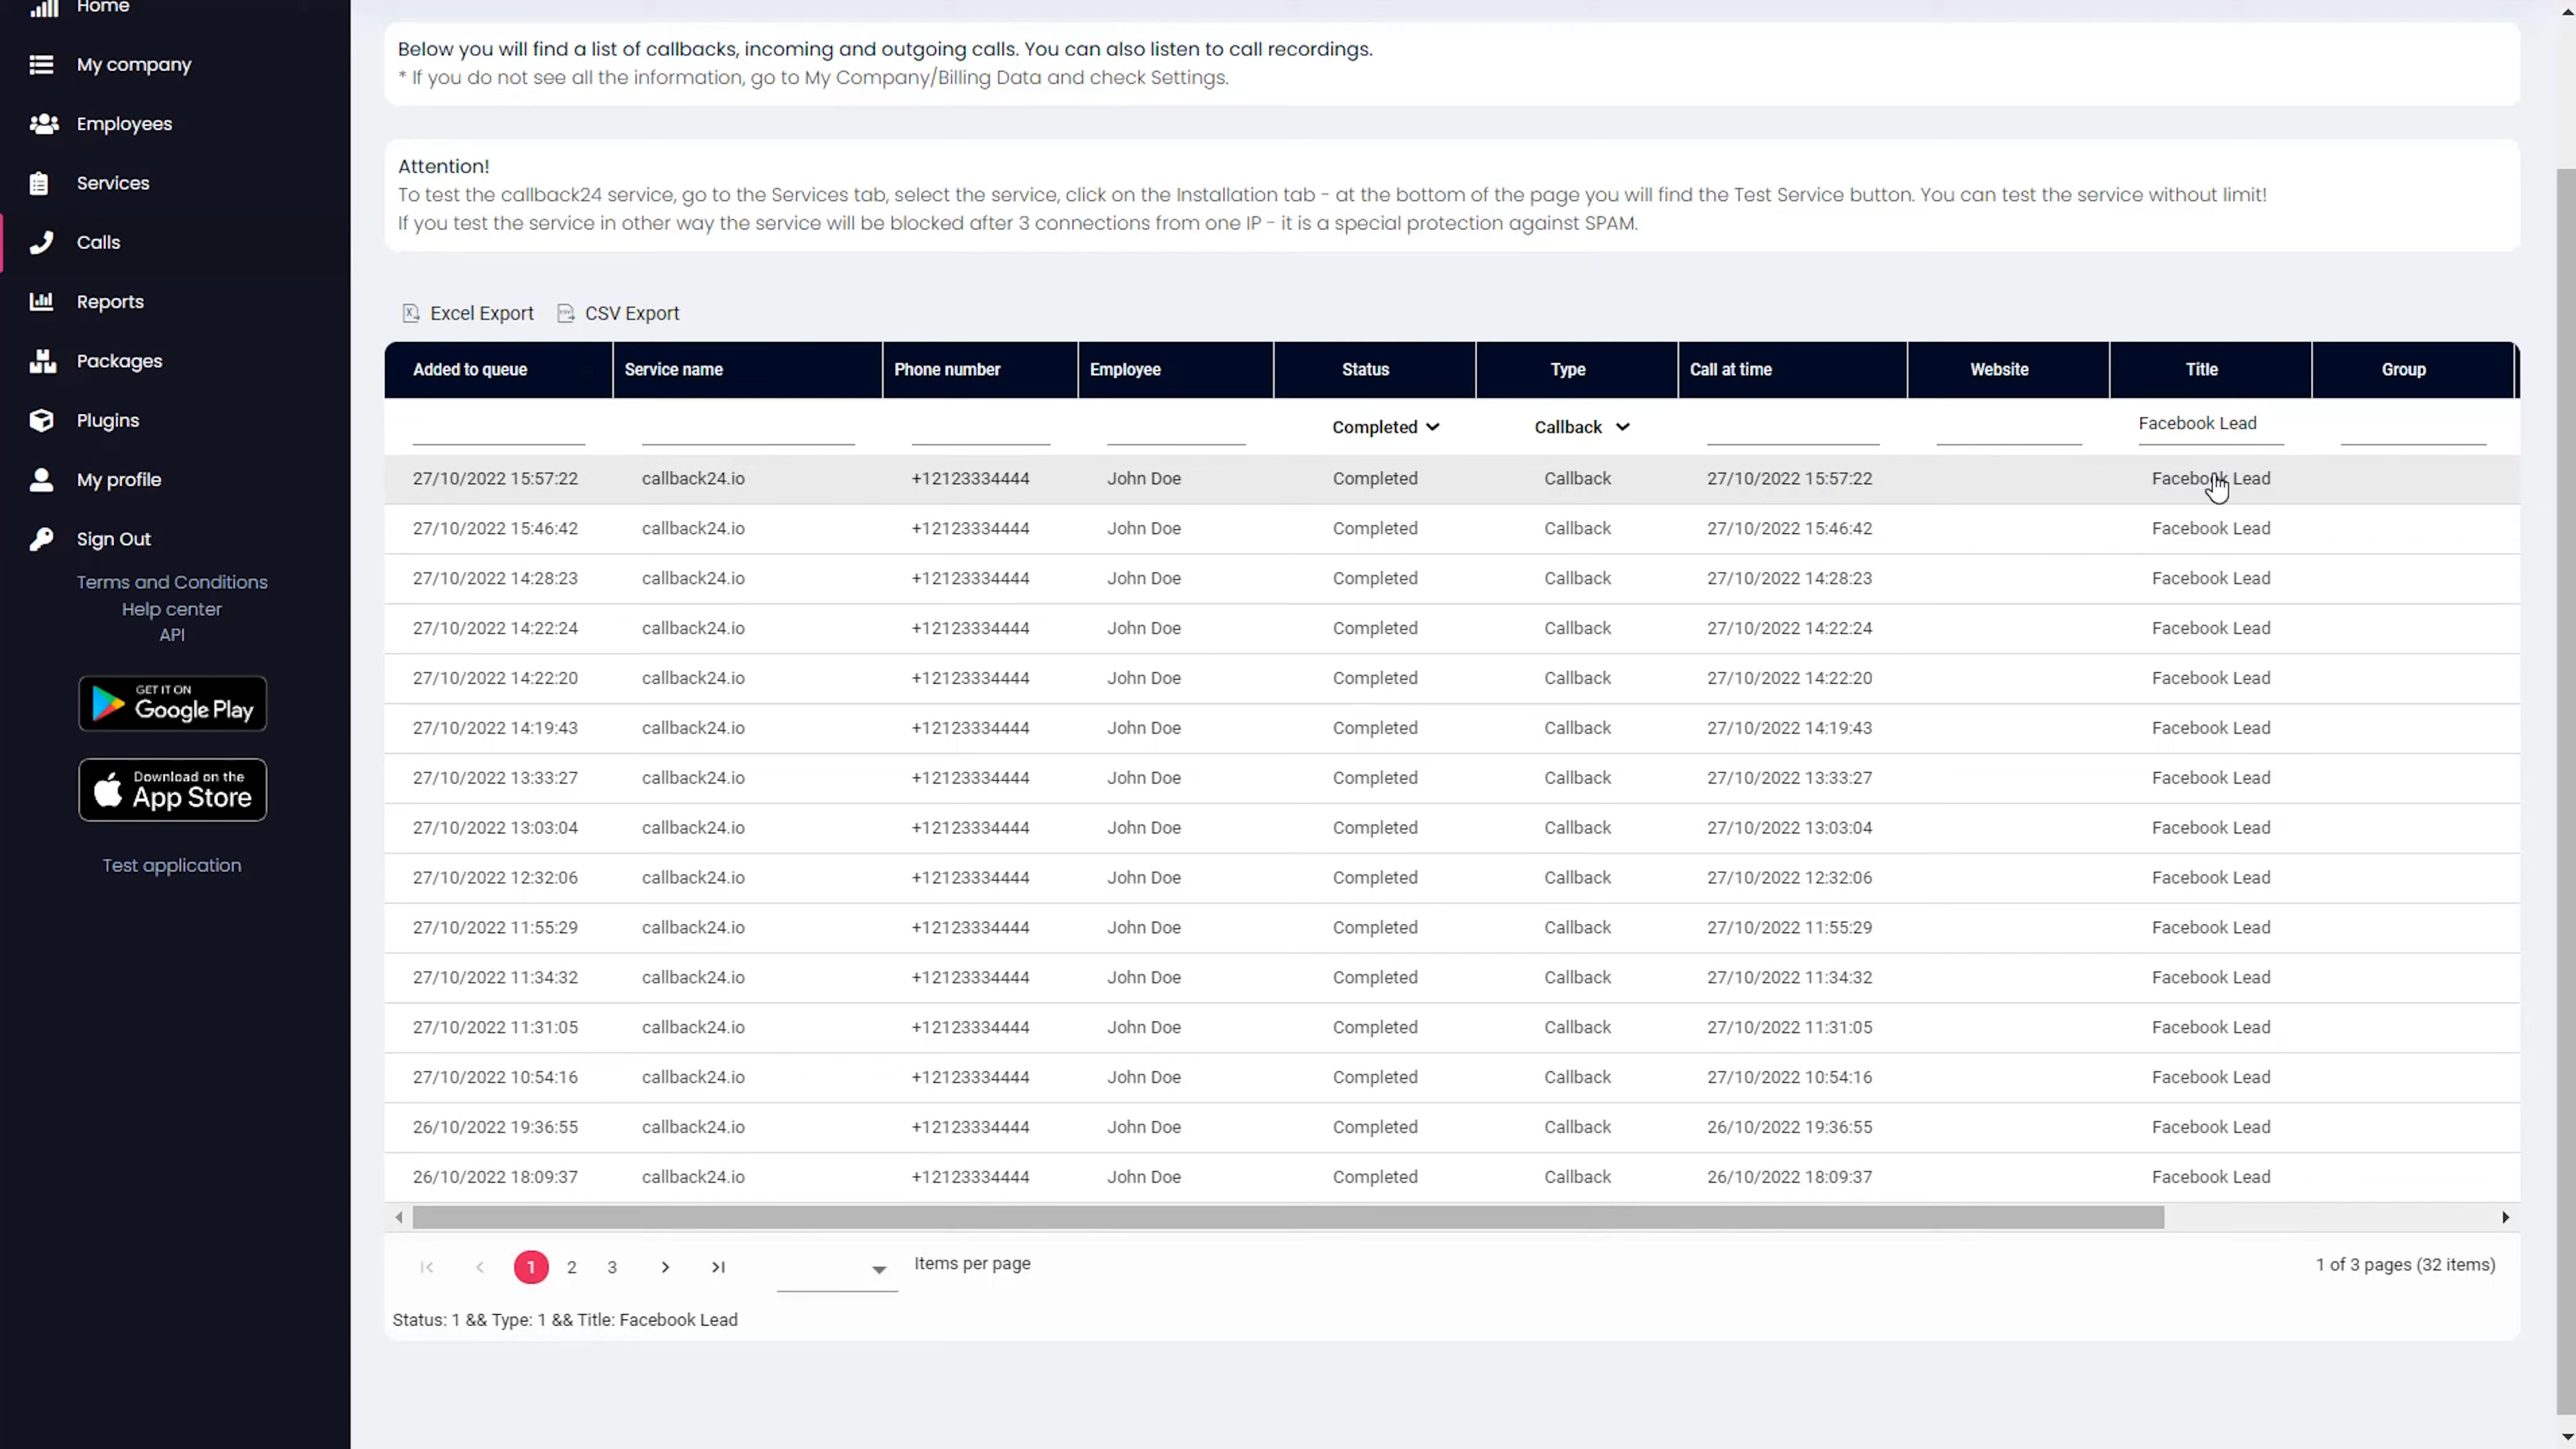 Home
My company
Employees
Services
Calls
Reports
Packages
Plugins
My profile
Sign Out
Terms and Conditions
Help center
API
GET IT ON
Google Play
Download on the
App Store
Test application
Below you will find a list of callbacks, incoming and outgoing calls. You can also listen to call recordings.
* If you do not see all the information, go to My Company/Billing Data and check Settings.
Attention!
To test the callback24 service, go to the Services tab, select the service, click on the Installation tab - at the bottom of the page you will find the Test Service button. You can test the service without limit!
If you test the service in other way the service will be blocked after 3 connections from one IP - it is a special protection against SPAM.
Excel Export CSV Export
Added to queue Service name Phone number Employee Status Type Call at time Website Title Group
Completed Callback Facebook Lead
27/10/2022 15:57:22 callback24.io +12123334444 John Doe Completed Callback 27/10/2022 15:57:22 Facebook Lead
27/10/2022 15:46:42 callback24.io +12123334444 John Doe Completed Callback 27/10/2022 15:46:42 Facebook Lead
27/10/2022 14:28:23 callback24.io +12123334444 John Doe Completed Callback 27/10/2022 14:28:23 Facebook Lead
27/10/2022 14:22:24 callback24.io +12123334444 John Doe Completed Callback 27/10/2022 14:22:24 Facebook Lead
27/10/2022 14:22:20 callback24.io +12123334444 John Doe Completed Callback 27/10/2022 14:22:20 Facebook Lead
27/10/2022 14:19:43 callback24.io +12123334444 John Doe Completed Callback 27/10/2022 14:19:43 Facebook Lead
27/10/2022 13:33:27 callback24.io +12123334444 John Doe Completed Callback 27/10/2022 13:33:27 Facebook Lead
27/10/2022 13:03:04 callback24.io +12123334444 John Doe Completed Callback 27/10/2022 13:03:04 Facebook Lead
27/10/2022 12:32:06 callback24.io +12123334444 John Doe Completed Callback 27/10/2022 12:32:06 Facebook Lead
27/10/2022 11:55:29 callback24.io +12123334444 John Doe Completed Callback 27/10/2022 11:55:29 Facebook Lead
27/10/2022 11:34:32 callback24.io +12123334444 John Doe Completed Callback 27/10/2022 11:34:32 Facebook Lead
27/10/2022 11:31:05 callback24.io +12123334444 John Doe Completed Callback 27/10/2022 11:31:05 Facebook Lead
27/10/2022 10:54:16 callback24.io +12123334444 John Doe Completed Callback 27/10/2022 10:54:16 Facebook Lead
26/10/2022 19:36:55 callback24.io +12123334444 John Doe Completed Callback 26/10/2022 19:36:55 Facebook Lead
26/10/2022 18:09:37 callback24.io +12123334444 John Doe Completed Callback 26/10/2022 18:09:37 Facebook Lead
1 2 3 Items per page 1 of 3 pages (32 items)
Status: 1 && Type: 1 && Title: Facebook Lead